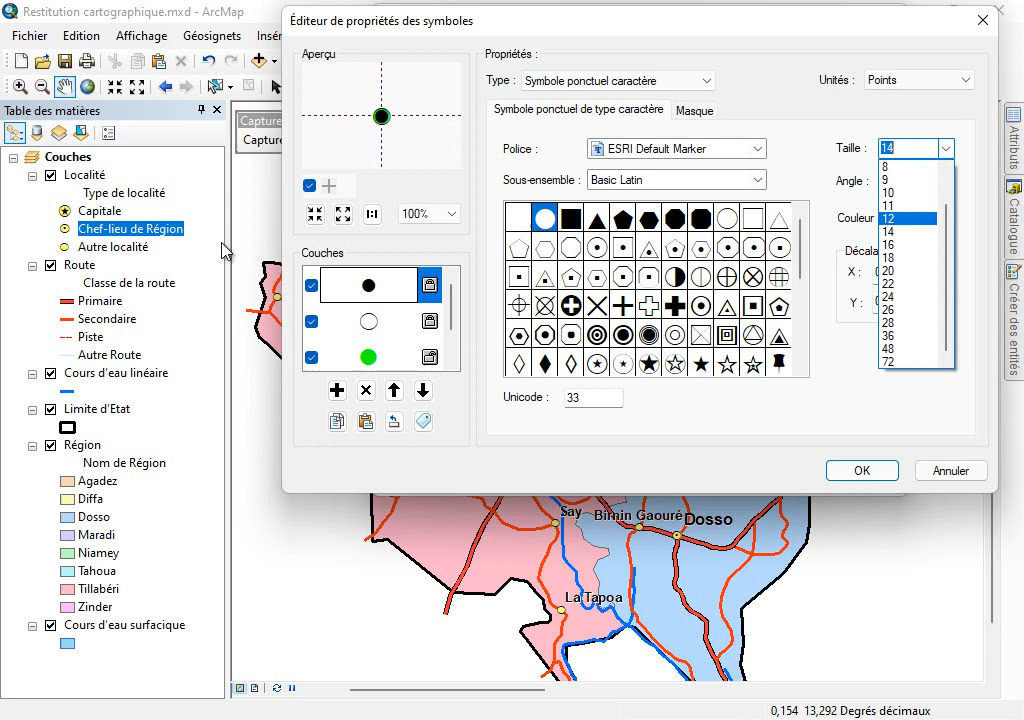 Restitution cartographique.mxd - ArcMap
Fichier Edition Affichage Géosignets Insér
Table des matières
Couches
Localité
Type de localité
Capitale
Chef-lieu de Région
Autre localité
Route
Classe de la route
Primaire
Secondaire
Piste
Autre Route
Cours d'eau linéaire
Limite d'Etat
Région
Nom de Région
Agadez
Diffa
Dosso
Maradi
Niamey
Tahoua
Tillabéri
Zinder
Cours d'eau surfacique
Capture
Capture
Éditeur de propriétés des symboles
Aperçu
1:1
100%
Couches
Propriétés :
Type : Symbole ponctuel caractère
Unités : Points
Symbole ponctuel de type caractère Masque
Police : ESRI Default Marker
Sous-ensemble : Basic Latin
Unicode : 33
Taille : 14
Angle :
Couleur
Décala
X :
Y :
8
9
10
11
12
14
16
18
20
22
24
26
28
36
48
72
OK Annuler
Say Birnin Gaouré Dosso
La Tapoa
Attributs
Catalogue
Créer des entités
0,154 13,292 Degrés décimaux